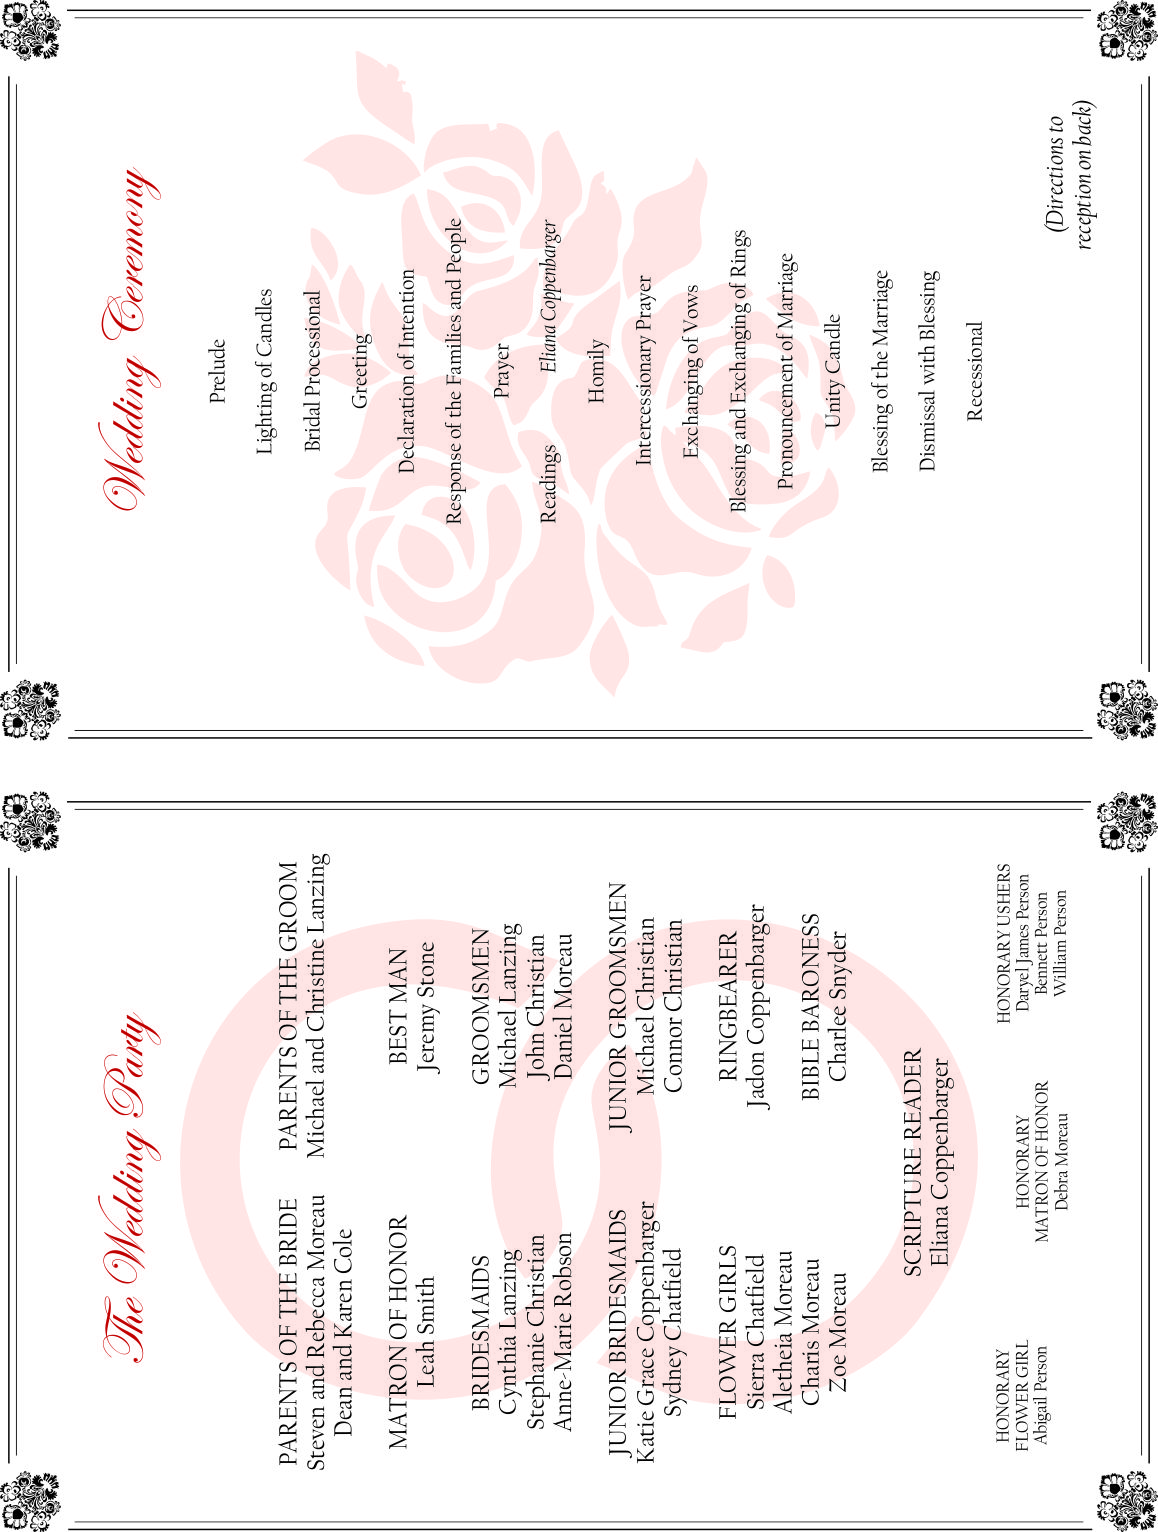 The Wedding Party
PARENTS OF THE BRIDE
Steven and Rebecca Moreau
Dean and Karen Cole
PARENTS OF THE GROOM
Michael and Christine Lanzing
MATRON OF HONOR
Leah Smith
BEST MAN
Jeremy Stone
BRIDESMAIDS
Cynthia Lanzing
Stephanie Christian
Anne-Marie Robson
GROOMSMEN
Michael Lanzing
John Christian
Daniel Moreau
JUNIOR BRIDESMAIDS
Katie Grace Coppenbarger
Sydney Chatfield
JUNIOR GROOMSMEN
Michael Christian
Connor Christian
FLOWER GIRLS
Sierra Chatfield
Aletheia Moreau
Charis Moreau
Zoe Moreau
RINGBEARER
Jadon Coppenbarger
BIBLE BARONESS
Charlee Snyder
SCRIPTURE READER
Eliana Coppenbarger
HONORARY
FLOWER GIRL
Abigail Person
HONORARY
MATRON OF HONOR
Debra Moreau
HONORARY USHERS
Daryel James Person
Bennett Person
William Person
Wedding Ceremony
Prelude
Lighting of Candles
Bridal Processional
Greeting
Declaration of Intention
Response of the Families and People
Prayer
Readings Eliana Coppenbarger
Homily
Intercessionary Prayer
Exchanging of Vows
Blessing and Exchanging of Rings
Pronouncement of Marriage
Unity Candle
Blessing of the Marriage
Dismissal with Blessing
Recessional
(Directions to
reception on back)